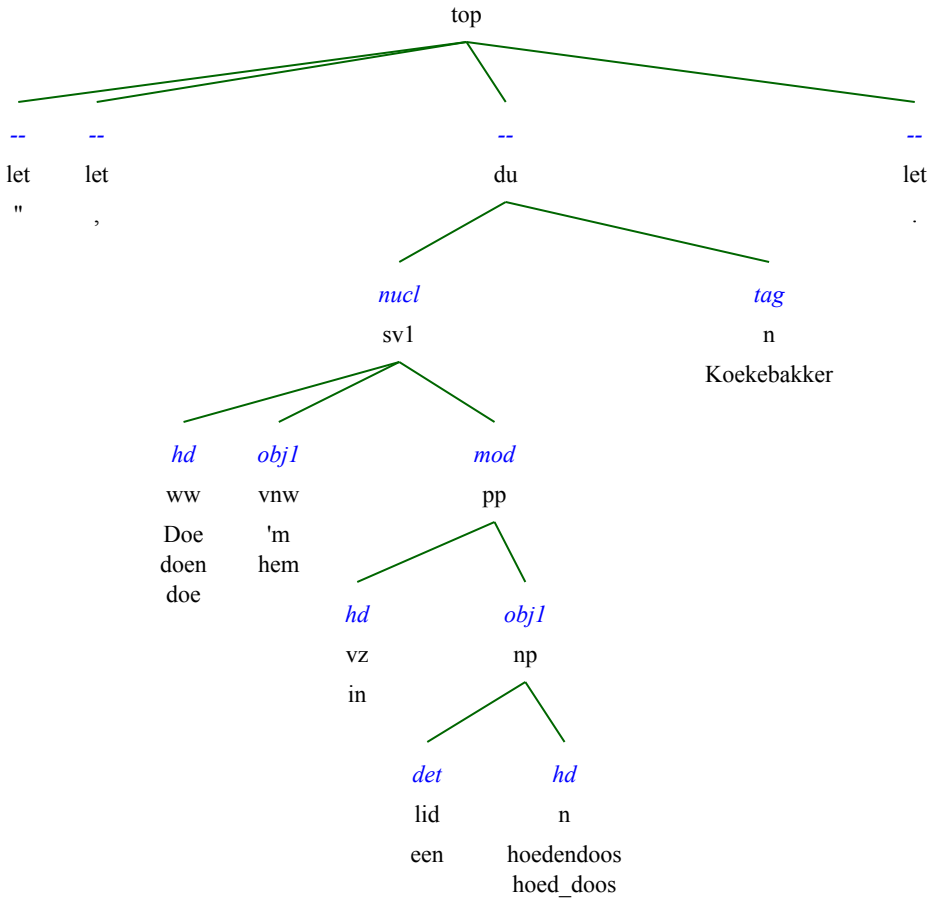 top
-- -- -- --
let let du let
" , .
nucl tag
sv1 n
Koekebakker
hd obj1 mod
ww vnw pp
Doe 'm
doen hem
doe
hd obj1
vz np
in
det hd
lid n
een hoedendoos
hoed_doos